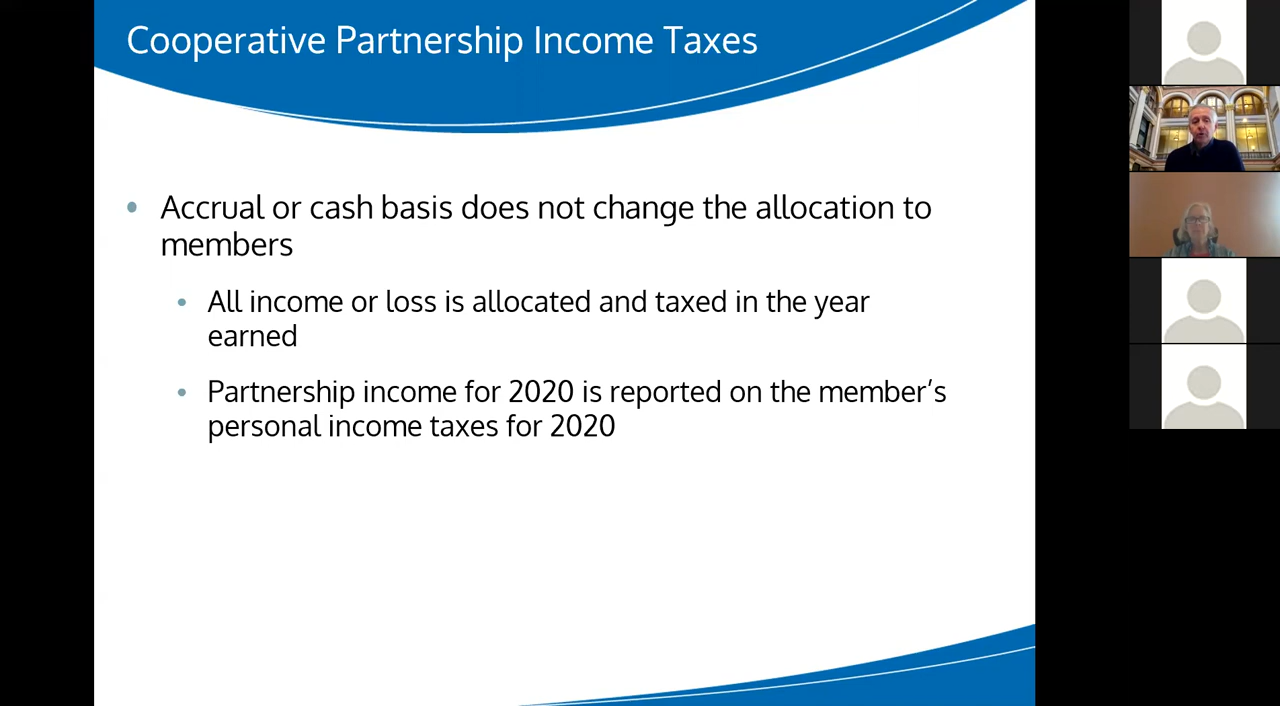 Cooperative Partnership Income Taxes
• Accrual or cash basis does not change the allocation to
members
• All income or loss is allocated and taxed in the year
earned
• Partnership income for 2020 is reported on the member’s
personal income taxes for 2020